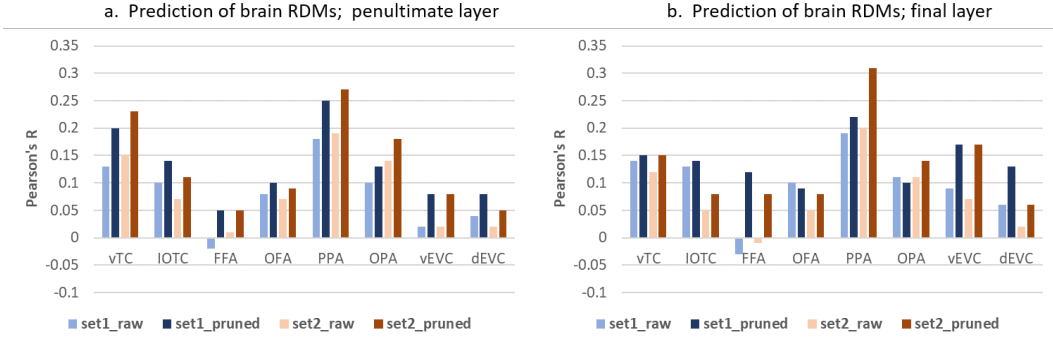 a. Prediction of brain RDMs; penultimate layer
0.35
0.3
0.25
0.2
0.15
0.1
0.05
0
-0.05
-0.1
Pearson's R
vTC lOTC FFA OFA PPA OPA vEVC dEVC
set1_raw set1_pruned set2_raw set2_pruned
b. Prediction of brain RDMs; final layer
0.35
0.3
0.25
0.2
0.15
0.1
0.05
0
-0.05
-0.1
Pearson's R
vTC lOTC FFA OFA PPA OPA vEVC dEVC
set1_raw set1_pruned set2_raw set2_pruned